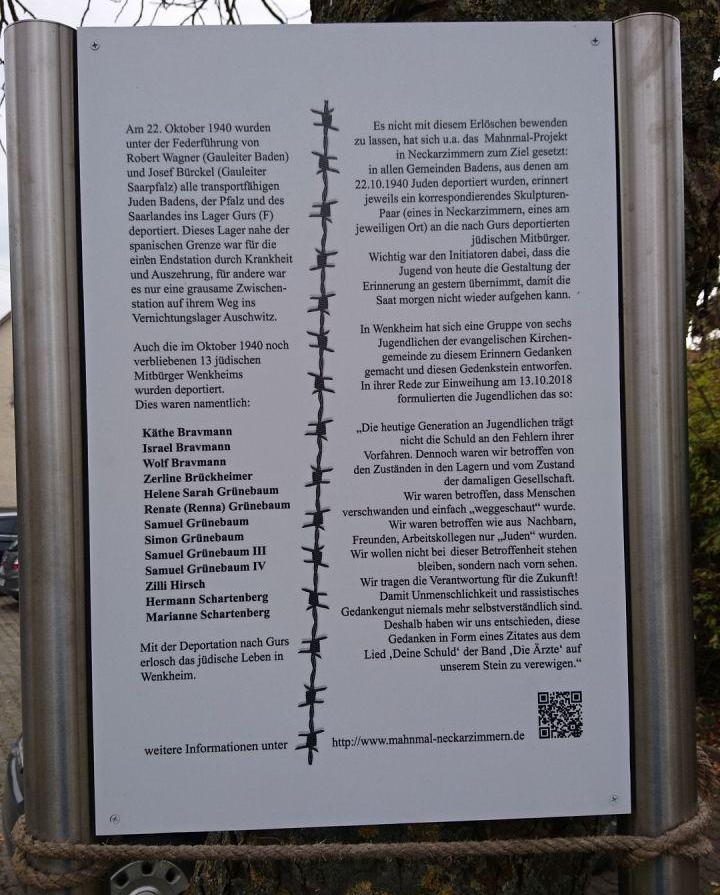 Am 22. Oktober 1940 wurden
unter der Federführung von
Robert Wagner (Gauleiter Baden)
und Josef Bürckel (Gauleiter
Saarpfalz) alle transportfähigen
Juden Badens, der Pfalz und des
Saarlandes ins Lager Gurs (F)
deportiert. Dieses Lager nahe der
spanischen Grenze war für die
einen Endstation durch Krankheit
und Auszehrung, für andere war
es nur eine grausame Zwischen-
station auf ihrem Weg ins
Vernichtungslager Auschwitz.
Auch die im Oktober 1940 noch
verbliebenen 13 jüdischen
Mitbürger Wenkheims
wurden deportiert.
Dies waren namentlich:
Käthe Bravmann
Israel Bravmann
Wolf Bravmann
Zerline Brückheimer
Helene Sarah Grünebaum
Renate (Renna) Grünebaum
Samuel Grünebaum
Simon Grünebaum
Samuel Grünebaum III
Samuel Grünebaum IV
Zilli Hirsch
Hermann Schartenberg
Marianne Schartenberg
Mit der Deportation nach Gurs
erlosch das jüdische Leben in
Wenkheim.
Es nicht mit diesem Erlöschen bewenden
zu lassen, hat sich u.a. das Mahnmal-Projekt
in Neckarzimmern zum Ziel gesetzt:
in allen Gemeinden Badens, aus denen am
22.10.1940 Juden deportiert wurden, erinnert
jeweils ein korrespondierendes Skulpturen-
Paar (eines in Neckarzimmern, eines am
jeweiligen Ort) an die nach Gurs deportierten
jüdischen Mitbürger.
Wichtig war den Initiatoren dabei, dass die
Jugend von heute die Gestaltung der
Erinnerung an gestern übernimmt, damit die
Saat morgen nicht wieder aufgehen kann.
In Wenkheim hat sich eine Gruppe von sechs
Jugendlichen der evangelischen Kirchen-
gemeinde zu diesem Erinnern Gedanken
gemacht und diesen Gedenkstein entworfen.
In ihrer Rede zur Einweihung am 13.10.2018
formulierten die Jugendlichen das so:
„Die heutige Generation an Jugendlichen trägt
nicht die Schuld an den Fehlern ihrer
Vorfahren. Dennoch waren wir betroffen von
den Zuständen in den Lagern und vom Zustand
der damaligen Gesellschaft.
Wir waren betroffen, dass Menschen
verschwanden und einfach „weggeschaut“ wurde.
Wir waren betroffen wie aus Nachbarn,
Freunden, Arbeitskollegen nur „Juden“ wurden.
Wir wollen nicht bei dieser Betroffenheit stehen
bleiben, sondern nach vorn sehen.
Wir tragen die Verantwortung für die Zukunft!
Damit Unmenschlichkeit und rassistisches
Gedankengut niemals mehr selbstverständlich sind.
Deshalb haben wir uns entschieden, diese
Gedanken in Form eines Zitates aus dem
Lied ‚Deine Schuld‘ der Band ‚Die Ärzte‘ auf
unserem Stein zu verewigen.“
weitere Informationen unter http://www.mahnmal-neckarzimmern.de